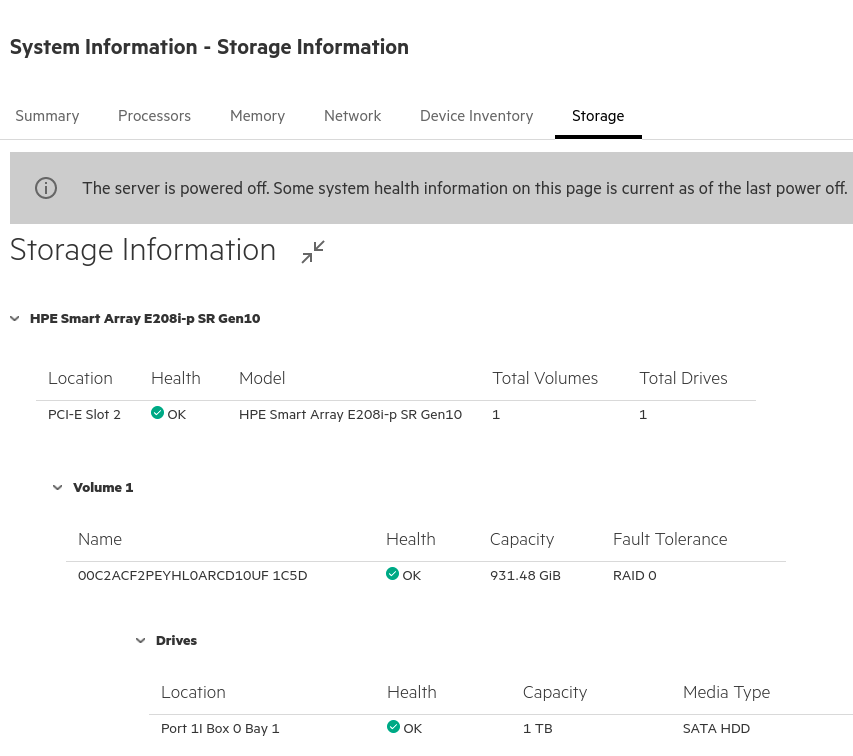 System Information - Storage Information
Summary Processors Memory Network Device Inventory Storage
The server is powered off. Some system health information on this page is current as of the last power off.
Storage Information
HPE Smart Array E208i-p SR Gen10
Location Health Model Total Volumes Total Drives
PCI-E Slot 2 OK HPE Smart Array E208i-p SR Gen10 1 1
Volume 1
Name Health Capacity Fault Tolerance
00C2ACF2PEYHL0ARCD10UF 1C5D OK 931.48 GiB RAID 0
Drives
Location Health Capacity Media Type
Port 1I Box 0 Bay 1 OK 1 TB SATA HDD